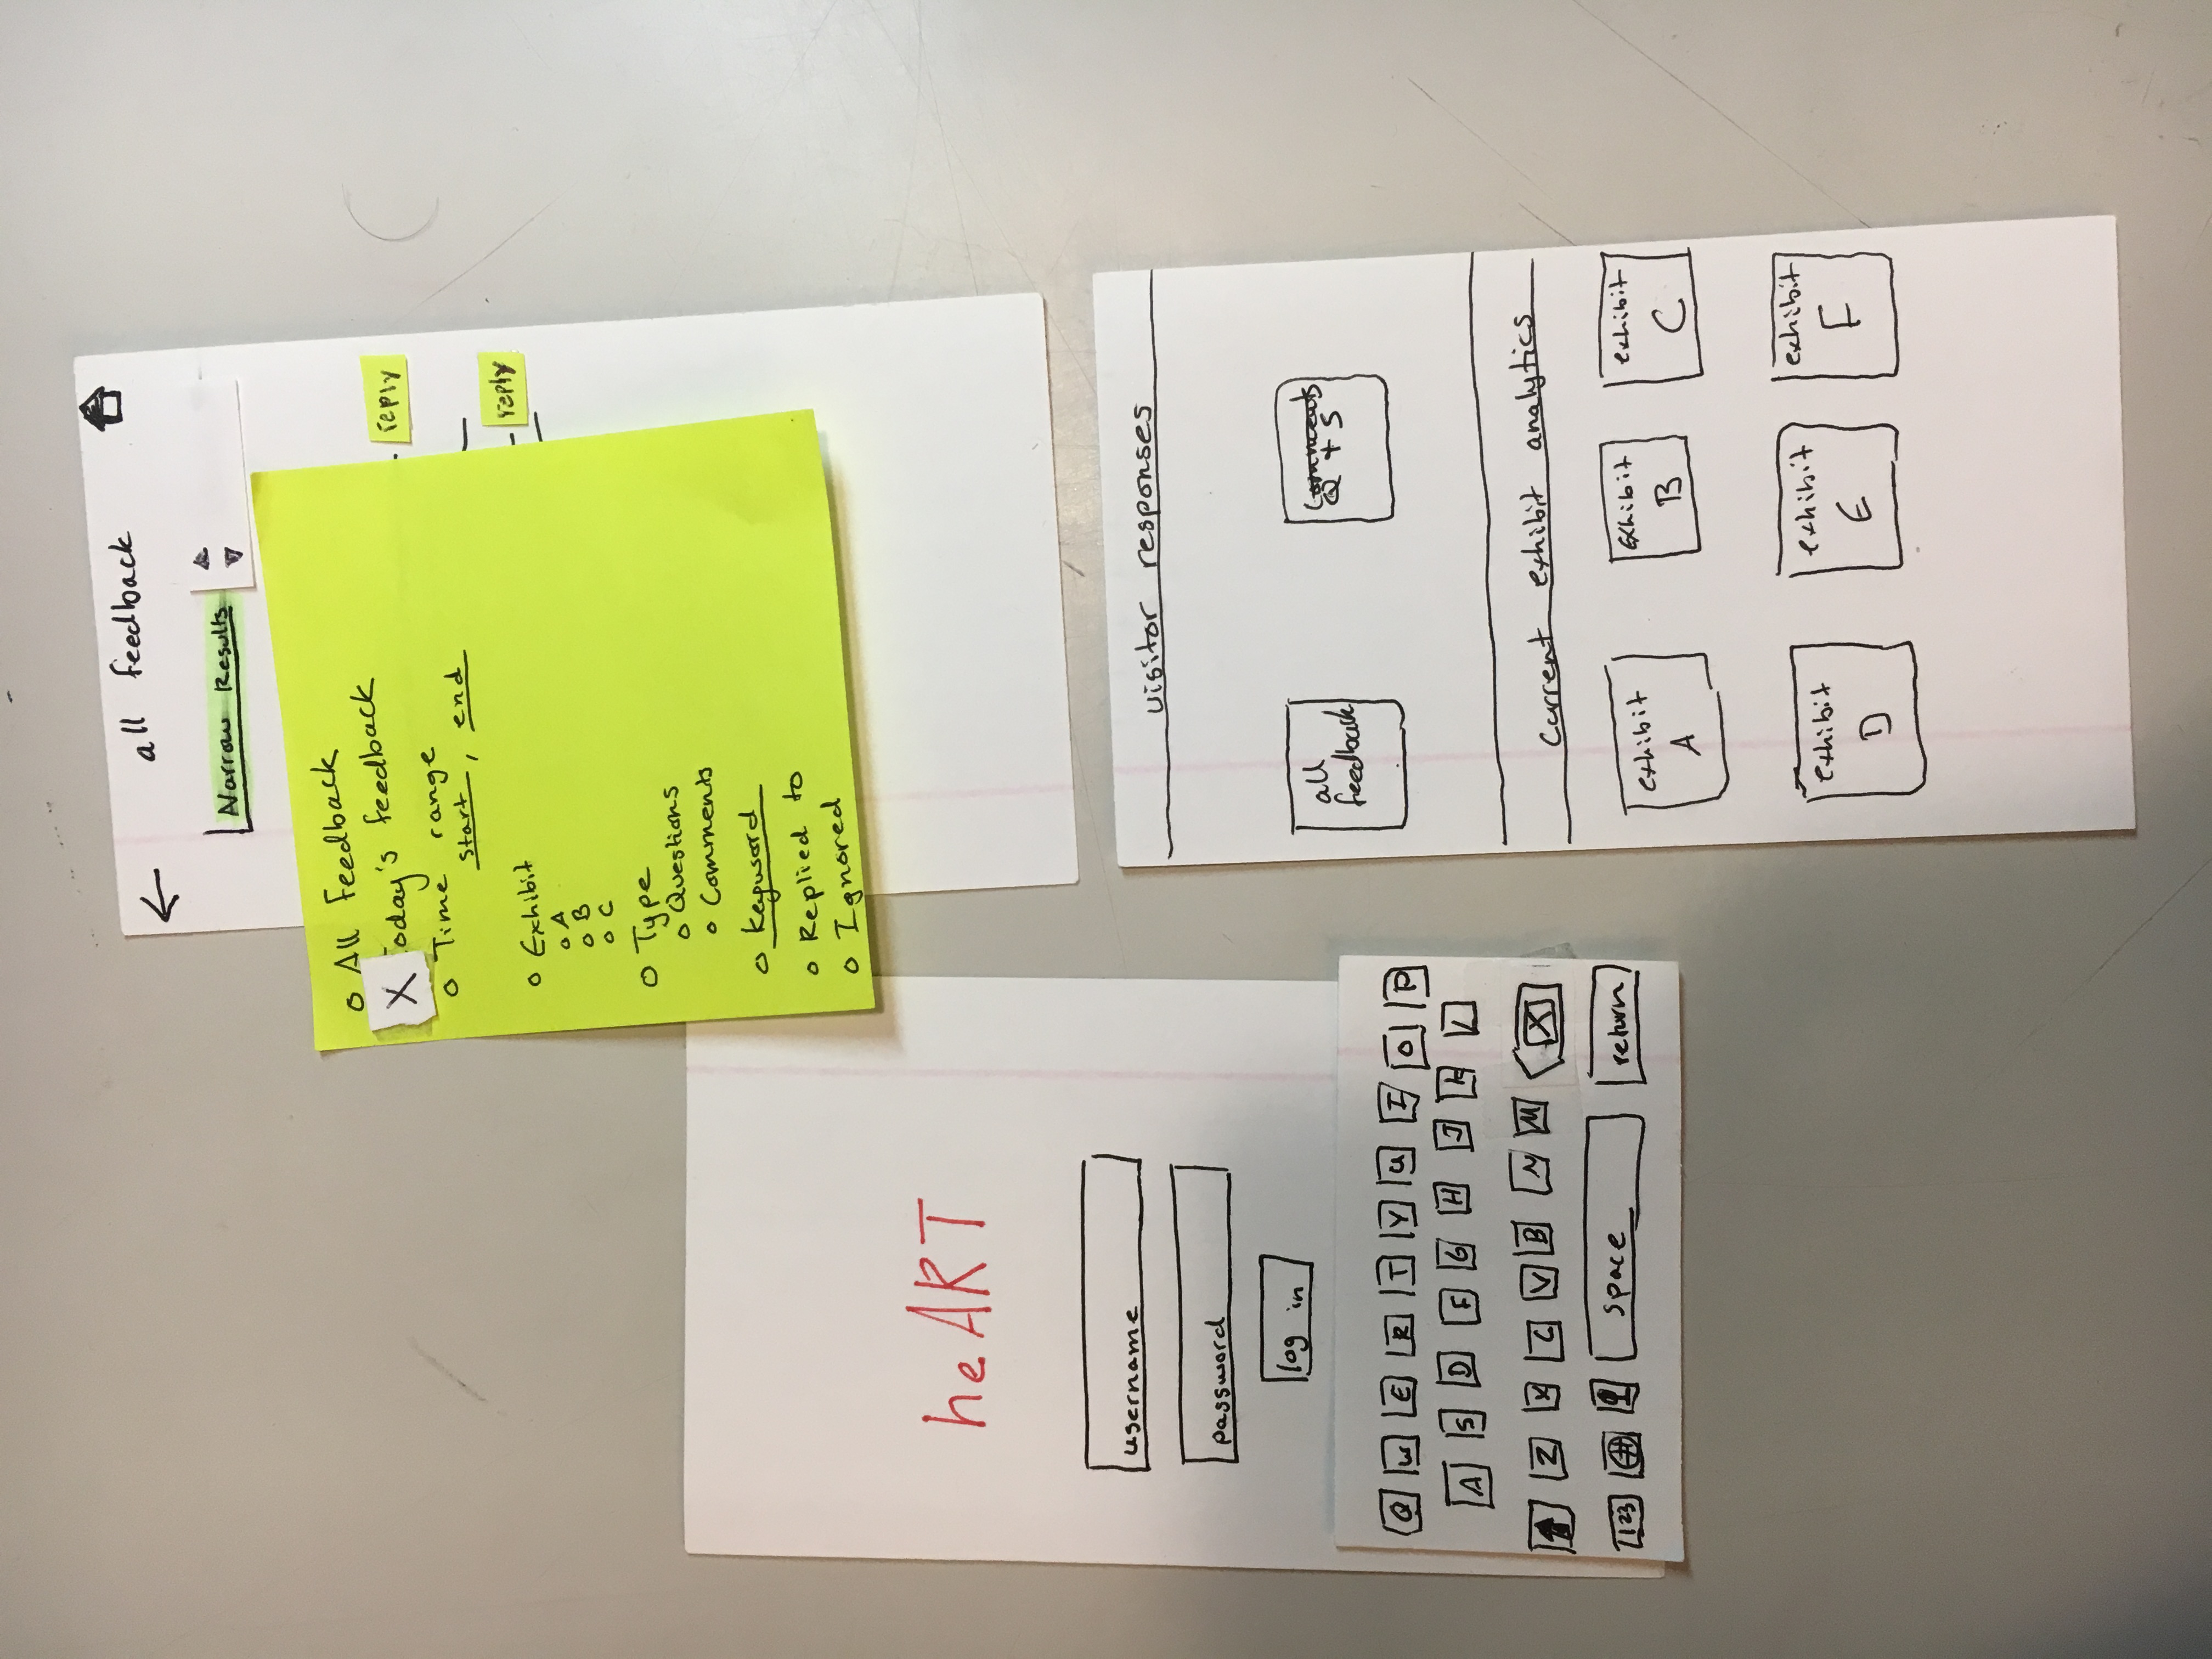 all feedback
Narrow Results
All Feedback
X oday's feedback
Time range
start, end
Exhibit
A
B
C
Type
Questions
Comments
Keyword
Replied to
Ignored
reply
reply
heART
username
password
log in
Q W E R T Y U I O P
A S D F G H J K L
Z X C V B N M X
123 space return
visitor responses
all
feedback
Comments
Q + S
Current exhibit analytics
exhibit
A
Exhibit
B
exhibit
C
exhibit
D
exhibit
E
exhibit
F